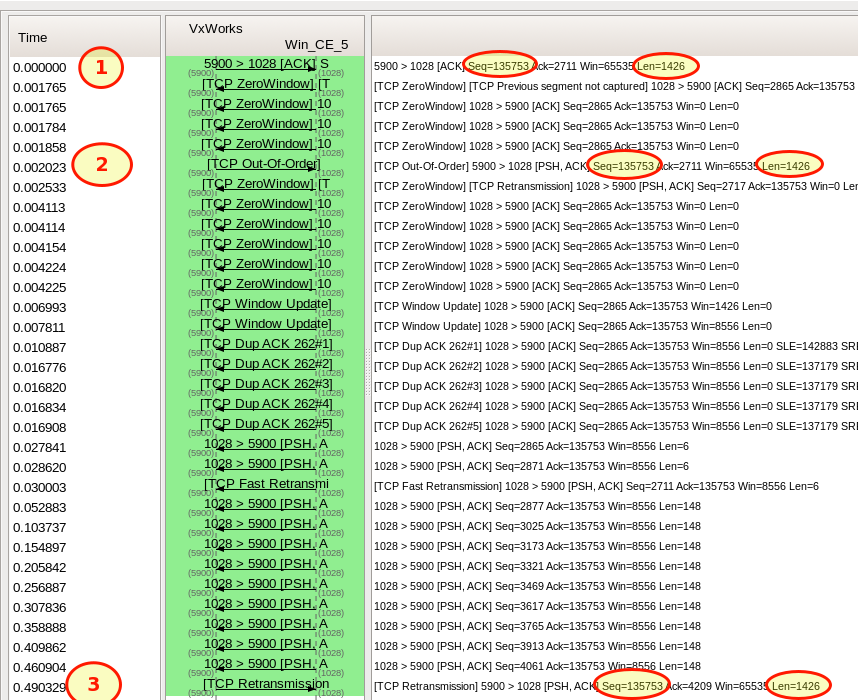 Time
VxWorks
Win_CE_5
0.000000 1 5900 > 1028 [ACK] S (5900) (1028) 5900 > 1028 [ACK] Seq=135753 Ack=2711 Win=65535 Len=1426
0.001765 [TCP ZeroWindow] [T (5900) (1028) [TCP ZeroWindow] [TCP Previous segment not captured] 1028 > 5900 [ACK] Seq=2865 Ack=135753
0.001765 [TCP ZeroWindow] 10 (5900) (1028) [TCP ZeroWindow] 1028 > 5900 [ACK] Seq=2865 Ack=135753 Win=0 Len=0
0.001784 [TCP ZeroWindow] 10 (5900) (1028) [TCP ZeroWindow] 1028 > 5900 [ACK] Seq=2865 Ack=135753 Win=0 Len=0
0.001858 [TCP ZeroWindow] 10 (5900) (1028) [TCP ZeroWindow] 1028 > 5900 [ACK] Seq=2865 Ack=135753 Win=0 Len=0
0.002023 2 [TCP Out-Of-Order] (5900) (1028) [TCP Out-Of-Order] 5900 > 1028 [PSH, ACK] Seq=135753 Ack=2711 Win=65535 Len=1426
0.002533 [TCP ZeroWindow] [T (5900) (1028) [TCP ZeroWindow] [TCP Retransmission] 1028 > 5900 [PSH, ACK] Seq=2717 Ack=135753 Win=0 Len
0.004113 [TCP ZeroWindow] 10 (5900) (1028) [TCP ZeroWindow] 1028 > 5900 [ACK] Seq=2865 Ack=135753 Win=0 Len=0
0.004114 [TCP ZeroWindow] 10 (5900) (1028) [TCP ZeroWindow] 1028 > 5900 [ACK] Seq=2865 Ack=135753 Win=0 Len=0
0.004154 [TCP ZeroWindow] 10 (5900) (1028) [TCP ZeroWindow] 1028 > 5900 [ACK] Seq=2865 Ack=135753 Win=0 Len=0
0.004224 [TCP ZeroWindow] 10 (5900) (1028) [TCP ZeroWindow] 1028 > 5900 [ACK] Seq=2865 Ack=135753 Win=0 Len=0
0.004225 [TCP ZeroWindow] 10 (5900) (1028) [TCP ZeroWindow] 1028 > 5900 [ACK] Seq=2865 Ack=135753 Win=0 Len=0
0.006993 [TCP Window Update] (5900) (1028) [TCP Window Update] 1028 > 5900 [ACK] Seq=2865 Ack=135753 Win=1426 Len=0
0.007811 [TCP Window Update] (5900) (1028) [TCP Window Update] 1028 > 5900 [ACK] Seq=2865 Ack=135753 Win=8556 Len=0
0.010887 [TCP Dup ACK 262#1] (5900) (1028) [TCP Dup ACK 262#1] 1028 > 5900 [ACK] Seq=2865 Ack=135753 Win=8556 Len=0 SLE=142883 SRE
0.016776 [TCP Dup ACK 262#2] (5900) (1028) [TCP Dup ACK 262#2] 1028 > 5900 [ACK] Seq=2865 Ack=135753 Win=8556 Len=0 SLE=137179 SRE
0.016820 [TCP Dup ACK 262#3] (5900) (1028) [TCP Dup ACK 262#3] 1028 > 5900 [ACK] Seq=2865 Ack=135753 Win=8556 Len=0 SLE=137179 SRE
0.016834 [TCP Dup ACK 262#4] (5900) (1028) [TCP Dup ACK 262#4] 1028 > 5900 [ACK] Seq=2865 Ack=135753 Win=8556 Len=0 SLE=137179 SRE
0.016908 [TCP Dup ACK 262#5] (5900) (1028) [TCP Dup ACK 262#5] 1028 > 5900 [ACK] Seq=2865 Ack=135753 Win=8556 Len=0 SLE=137179 SRE
0.027841 1028 > 5900 [PSH, A (5900) (1028) 1028 > 5900 [PSH, ACK] Seq=2865 Ack=135753 Win=8556 Len=6
0.028620 1028 > 5900 [PSH, A (5900) (1028) 1028 > 5900 [PSH, ACK] Seq=2871 Ack=135753 Win=8556 Len=6
0.030003 [TCP Fast Retransmi (5900) (1028) [TCP Fast Retransmission] 1028 > 5900 [PSH, ACK] Seq=2711 Ack=135753 Win=8556 Len=6
0.052883 1028 > 5900 [PSH, A (5900) (1028) 1028 > 5900 [PSH, ACK] Seq=2877 Ack=135753 Win=8556 Len=148
0.103737 1028 > 5900 [PSH, A (5900) (1028) 1028 > 5900 [PSH, ACK] Seq=3025 Ack=135753 Win=8556 Len=148
0.154897 1028 > 5900 [PSH, A (5900) (1028) 1028 > 5900 [PSH, ACK] Seq=3173 Ack=135753 Win=8556 Len=148
0.205842 1028 > 5900 [PSH, A (5900) (1028) 1028 > 5900 [PSH, ACK] Seq=3321 Ack=135753 Win=8556 Len=148
0.256887 1028 > 5900 [PSH, A (5900) (1028) 1028 > 5900 [PSH, ACK] Seq=3469 Ack=135753 Win=8556 Len=148
0.307836 1028 > 5900 [PSH, A (5900) (1028) 1028 > 5900 [PSH, ACK] Seq=3617 Ack=135753 Win=8556 Len=148
0.358888 1028 > 5900 [PSH, A (5900) (1028) 1028 > 5900 [PSH, ACK] Seq=3765 Ack=135753 Win=8556 Len=148
0.409862 1028 > 5900 [PSH, A (5900) (1028) 1028 > 5900 [PSH, ACK] Seq=3913 Ack=135753 Win=8556 Len=148
0.460904 1028 > 5900 [PSH, A (5900) (1028) 1028 > 5900 [PSH, ACK] Seq=4061 Ack=135753 Win=8556 Len=148
0.490329 3 [TCP Retransmission (5900) (1028) [TCP Retransmission] 5900 > 1028 [PSH, ACK] Seq=135753 Ack=4209 Win=65535 Len=1426